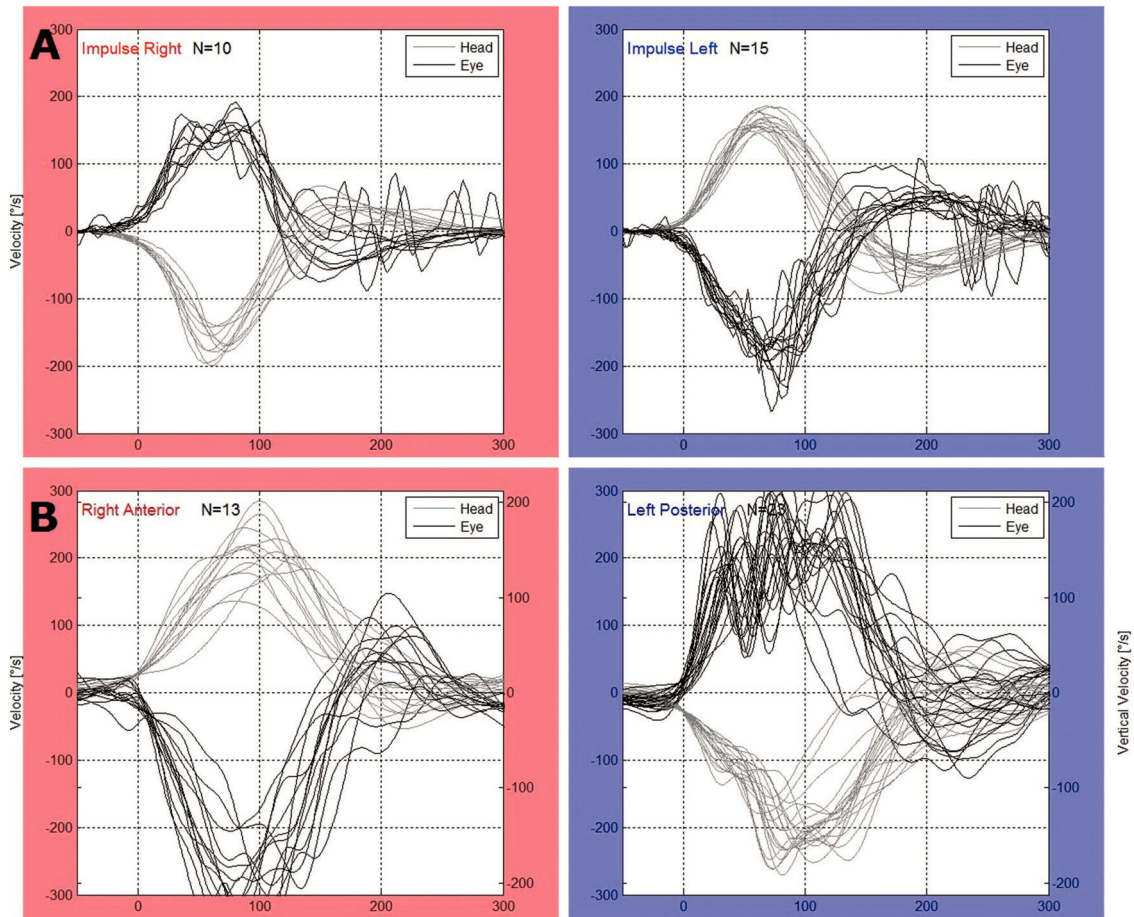 A
Impulse Right N=10
Head
Eye
Velocity [°/s]
300
200
100
0
-100
-200
-300
0 100 200 300
Impulse Left N=15
Head
Eye
300
200
100
0
-100
-200
-300
0 100 200 300
B
Right Anterior N=13
Head
Eye
Velocity [°/s]
300
200
100
0
-100
-200
-300
200
100
0
-100
-200
0 100 200 300
Left Posterior
Head
Eye
300
200
100
0
-100
-200
-300
200
100
0
-100
-200
Vertical Velocity [°/s]
0 100 200 300